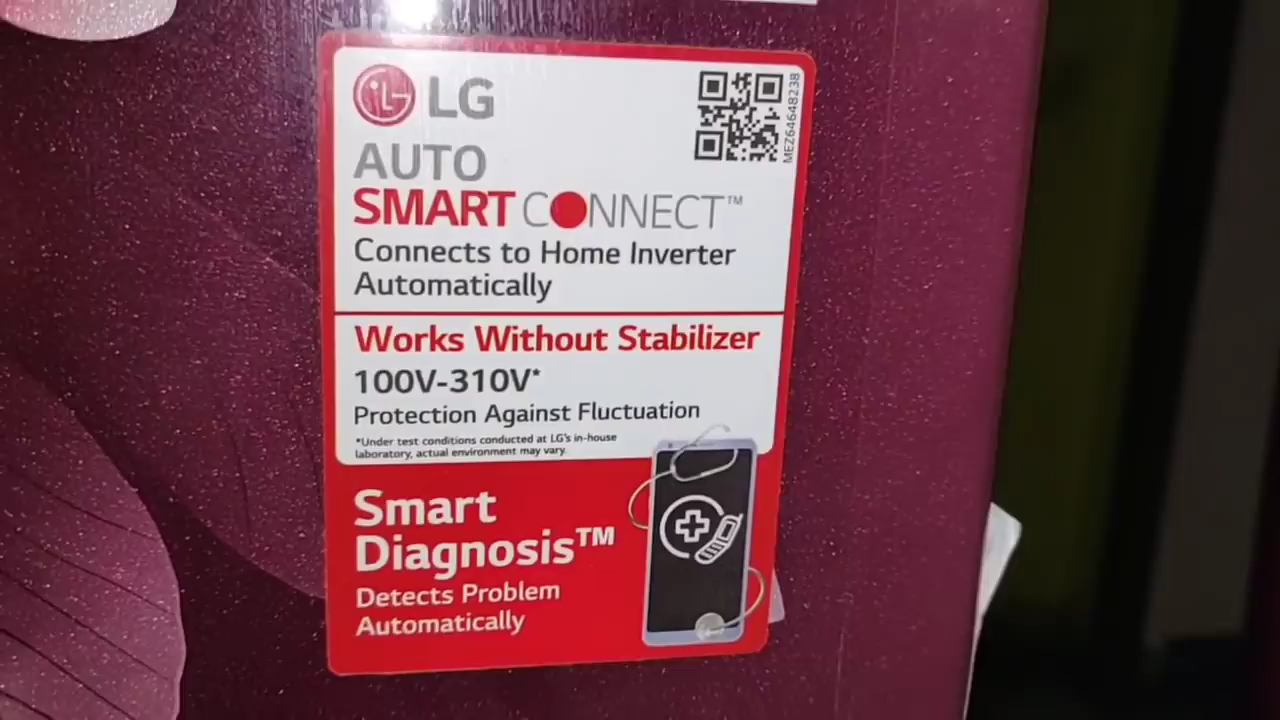 LG
MEZ64648238
AUTO
SMART CONNECT™
Connects to Home Inverter
Automatically
Works Without Stabilizer
100V-310V*
Protection Against Fluctuation
*Under test conditions conducted at LG's in-house
laboratory, actual environment may vary.
Smart
Diagnosis™
Detects Problem
Automatically